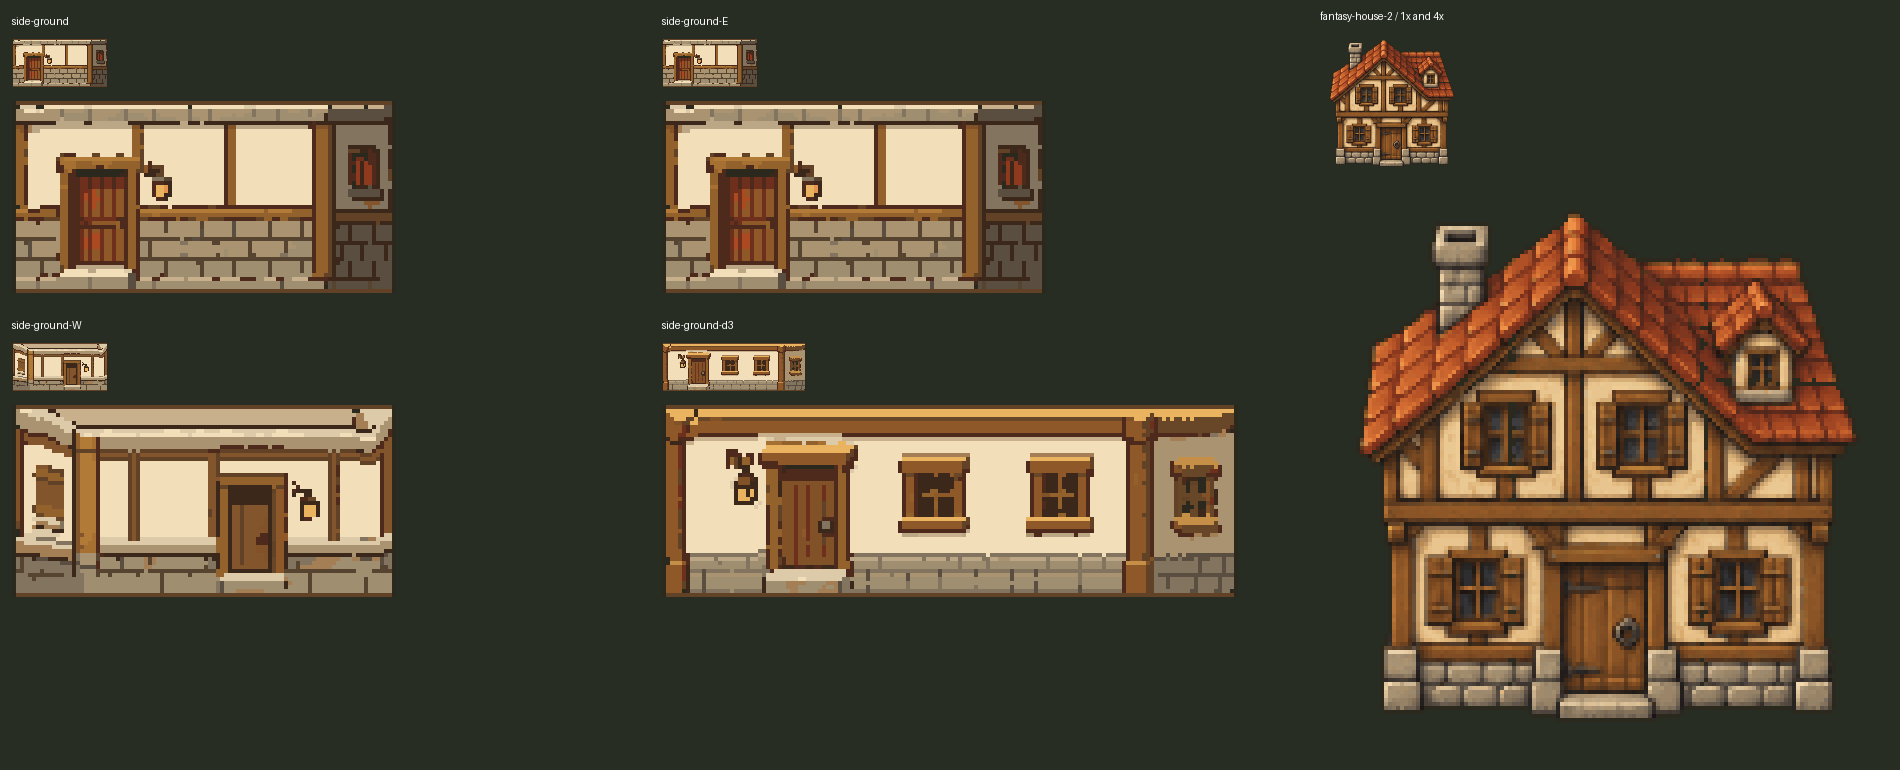 side-ground
side-ground-E
fantasy-house-2 / 1x and 4x
side-ground-W
side-ground-d3